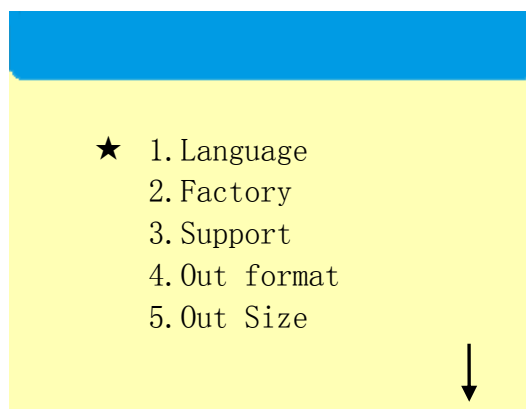 ★ 1.Language
2.Factory
3.Support
4.Out format
5.Out Size